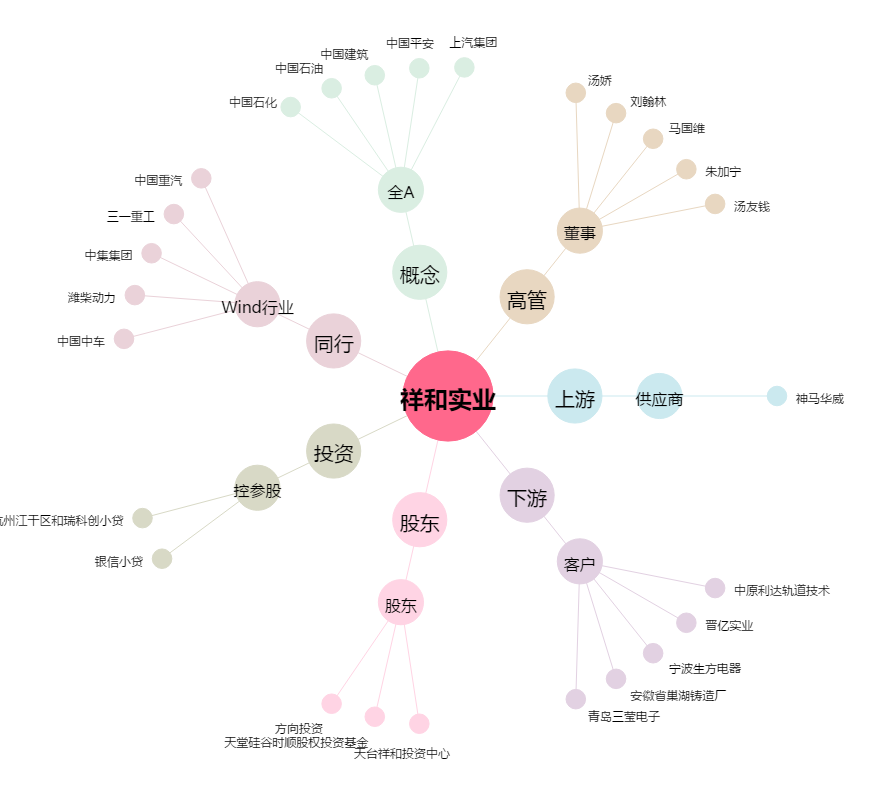 上汽集团
中国平安
中国建筑
中国石油
中国石化
全A
概念
汤娇
刘翰林
马国维
朱加宁
汤友钱
董事
高管
中国重汽
三一重工
中集集团
潍柴动力
中国中车
Wind行业
同行
祥和实业
上游
供应商
神马华威
投资
控参股
杭州江干区和瑞科创小贷
银信小贷
股东
股东
方向投资
天堂硅谷时顺股权投资基金
天台祥和投资中心
下游
客户
中原利达轨道技术
晋亿实业
宁波生方电器
安徽省巢湖铸造厂
青岛三莹电子